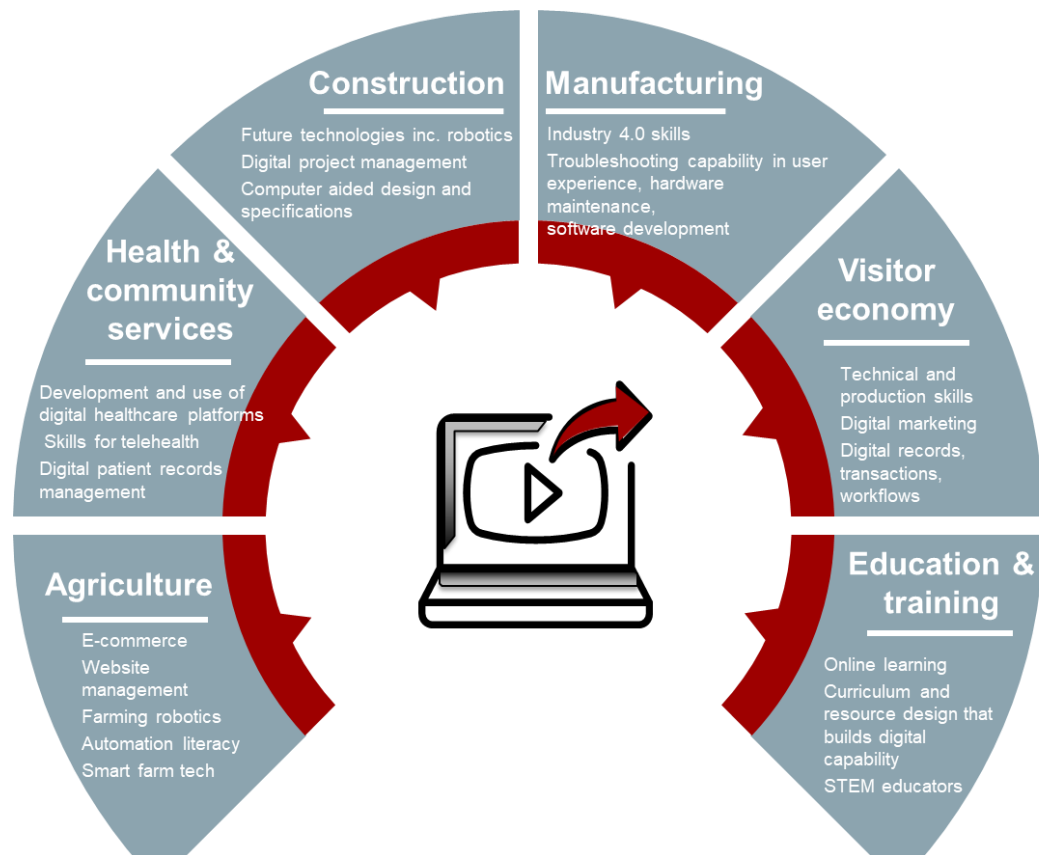 Construction
Future technologies inc. robotics
Digital project management
Computer aided design and
specifications
Manufacturing
Industry 4.0 skills
Troubleshooting capability in user
experience, hardware
maintenance,
software development
Health &
community
services
Development and use of
digital healthcare platforms
Skills for telehealth
Digital patient records
management
Visitor
economy
Technical and
production skills
Digital marketing
Digital records,
transactions,
workflows
Agriculture
E-commerce
Website
management
Farming robotics
Automation literacy
Smart farm tech
Education &
training
Online learning
Curriculum and
resource design that
builds digital
capability
STEM educators